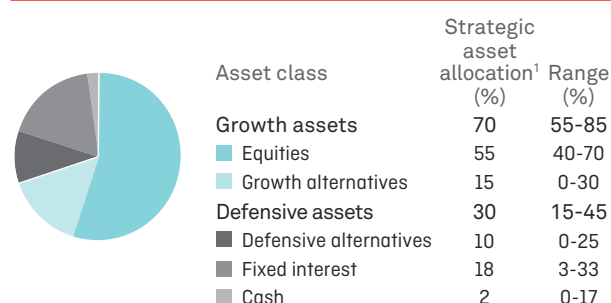 Strategic
asset
Asset class allocation¹ Range
(%) (%)
Growth assets 70 55-85
Equities 55 40-70
Growth alternatives 15 0-30
Defensive assets 30 15-45
Defensive alternatives 10 0-25
Fixed interest 18 3-33
Cash 2 0-17